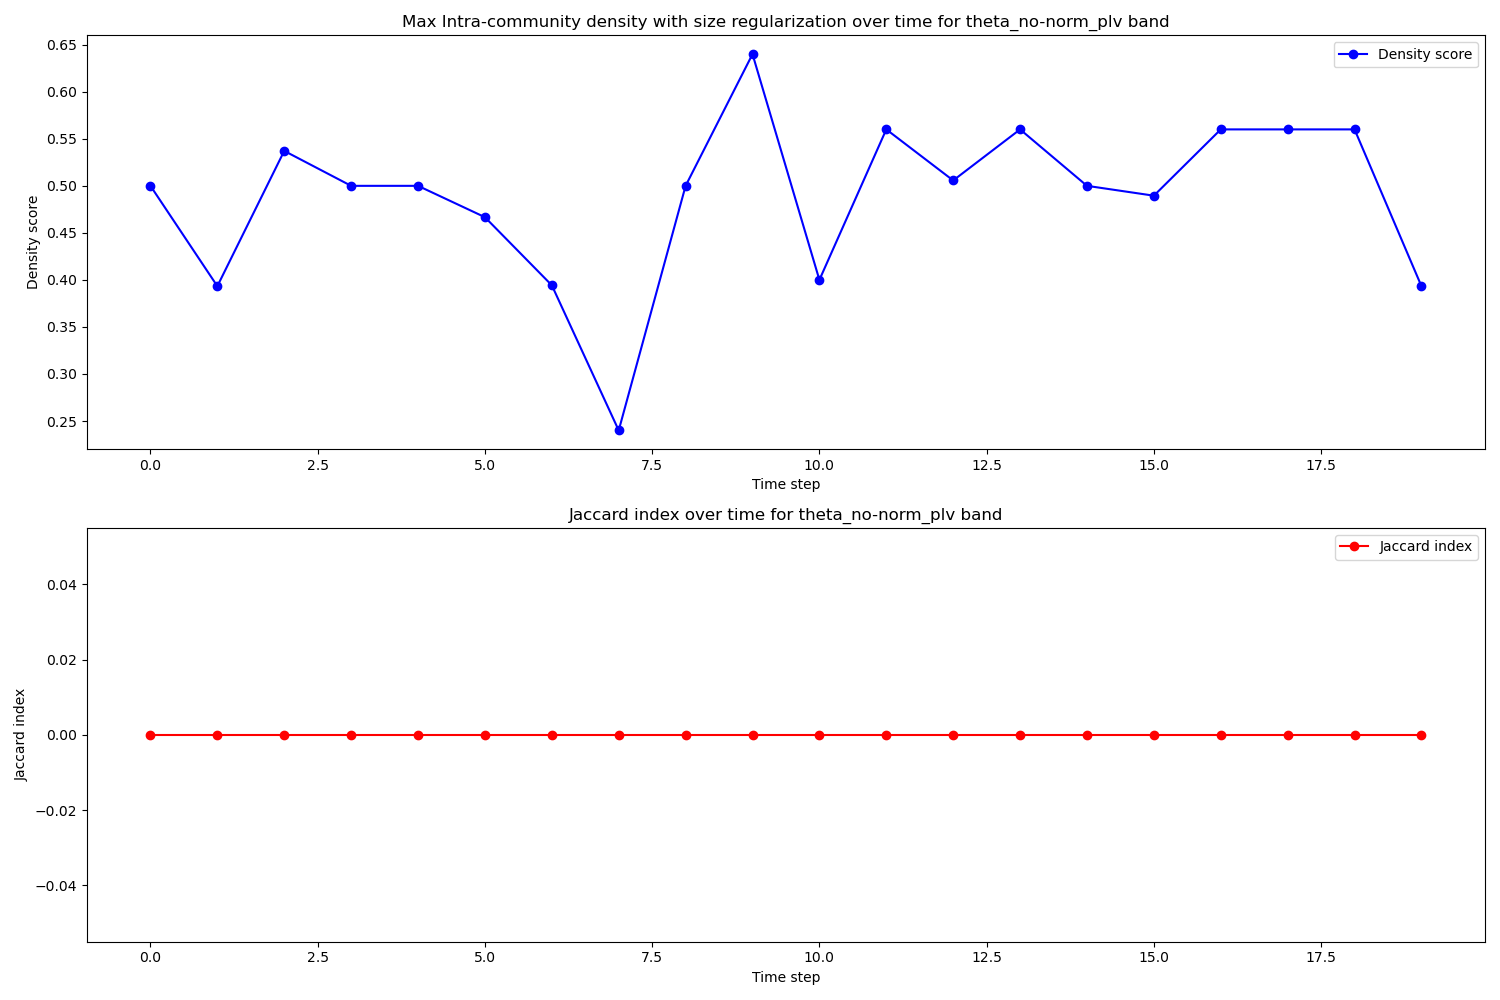 Max Intra-community density with size regularization over time for theta_no-norm_plv band
Density score
0.65
0.60
0.55
0.50
0.45
0.40
0.35
0.30
0.25
Density score
0.0 2.5 5.0 7.5 10.0 12.5 15.0 17.5
Time step
Jaccard index over time for theta_no-norm_plv band
Jaccard index
0.04
0.02
0.00
−0.02
−0.04
Jaccard index
0.0 2.5 5.0 7.5 10.0 12.5 15.0 17.5
Time step